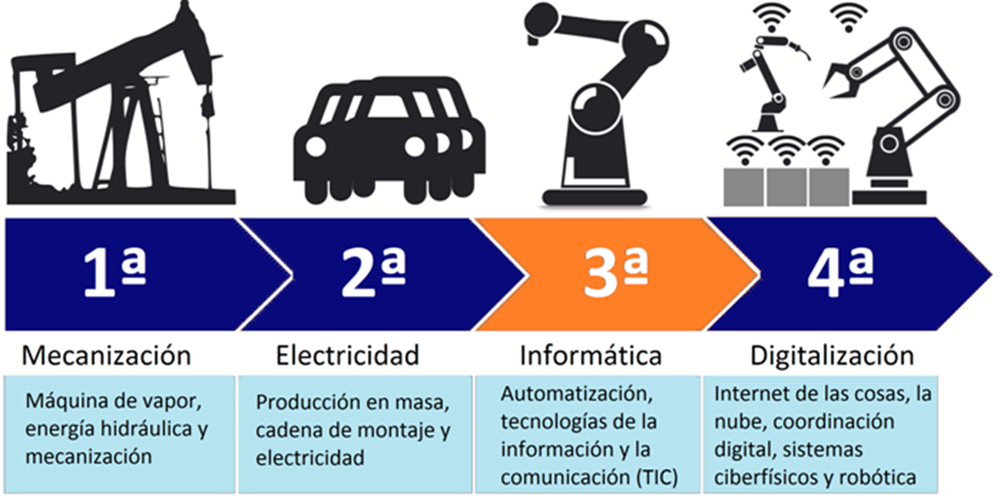 1ª
2ª
3ª
4ª
Mecanización
Electricidad
Informática
Digitalización
Máquina de vapor,
energía hidráulica y
mecanización
Producción en masa,
cadena de montaje y
electricidad
Automatización,
tecnologías de la
información y la
comunicación (TIC)
Internet de las cosas, la
nube, coordinación
digital, sistemas
ciberfísicos y robótica